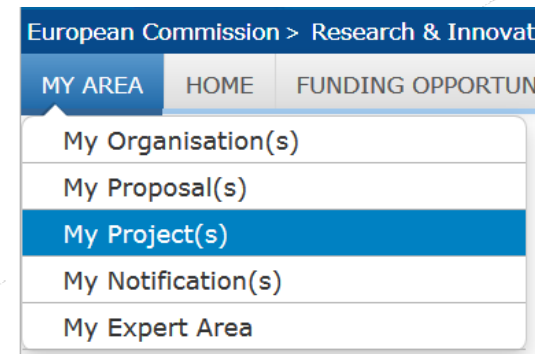 European Commission > Research & Innovat
MY AREA HOME FUNDING OPPORTUN
My Organisation(s)
My Proposal(s)
My Project(s)
My Notification(s)
My Expert Area